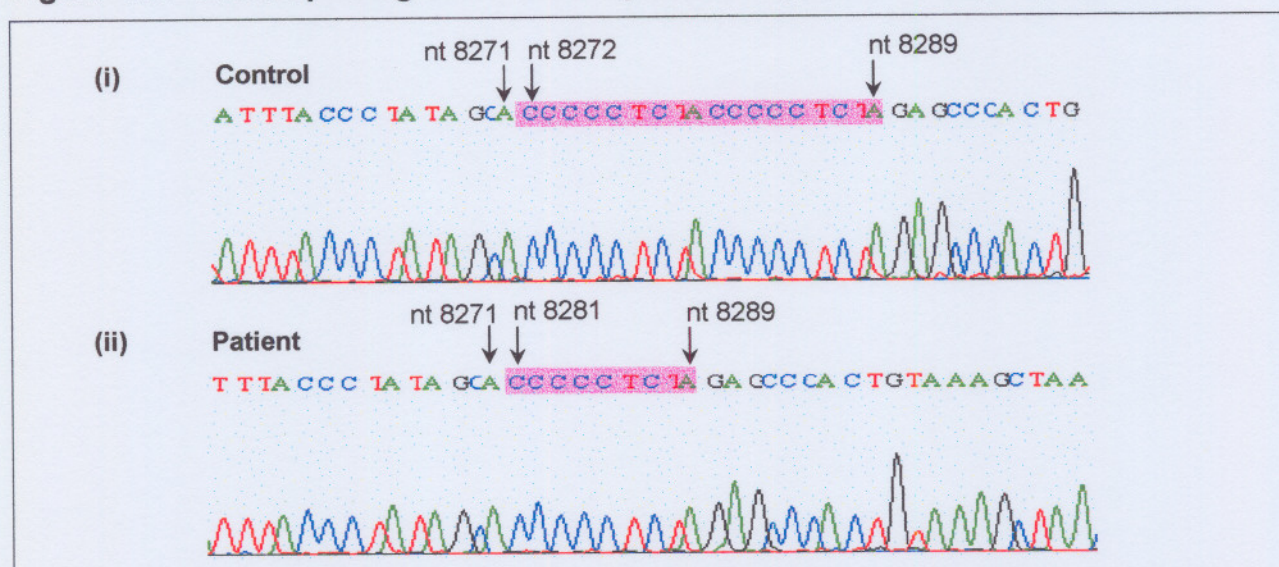 nt 8271 nt 8272 nt 8289
(i) Control
ATTTACCCTATAGCACCCCCTCTACCCCCTCTAGAGCCCACTG
nt 8271 nt 8281 nt 8289
(ii) Patient
TTTACCCTATAGCACCCCCTCTAGAGCCCACTGTAAAGCTAA